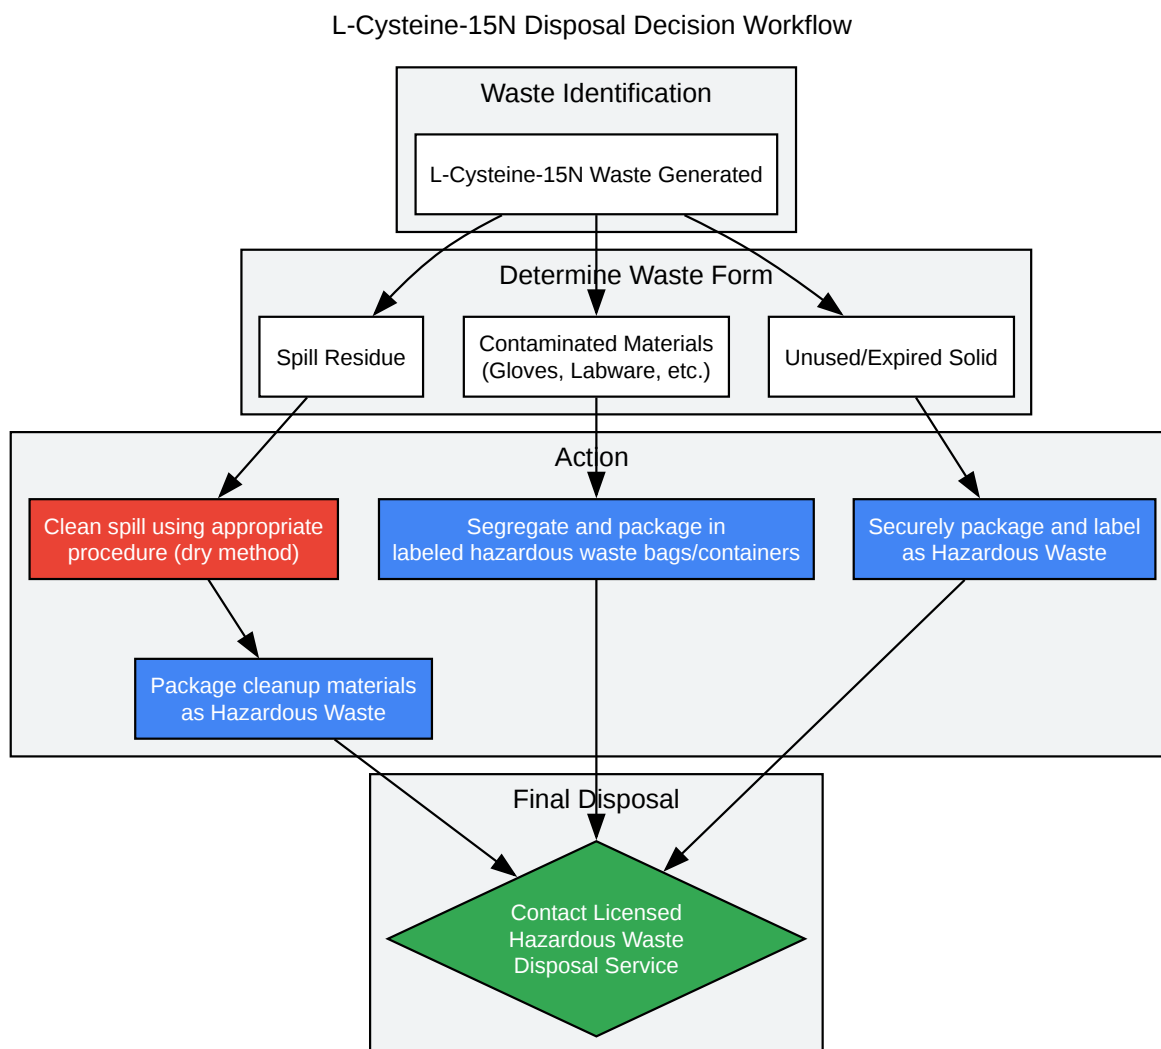 L-Cysteine-15N Disposal Decision Workflow
Waste Identification
L-Cysteine-15N Waste Generated
Determine Waste Form
Spill Residue
Contaminated Materials
(Gloves, Labware, etc.)
Unused/Expired Solid
Action
Clean spill using appropriate
procedure (dry method)
Segregate and package in
labeled hazardous waste bags/containers
Securely package and label
as Hazardous Waste
Package cleanup materials
as Hazardous Waste
Final Disposal
Contact Licensed
Hazardous Waste
Disposal Service